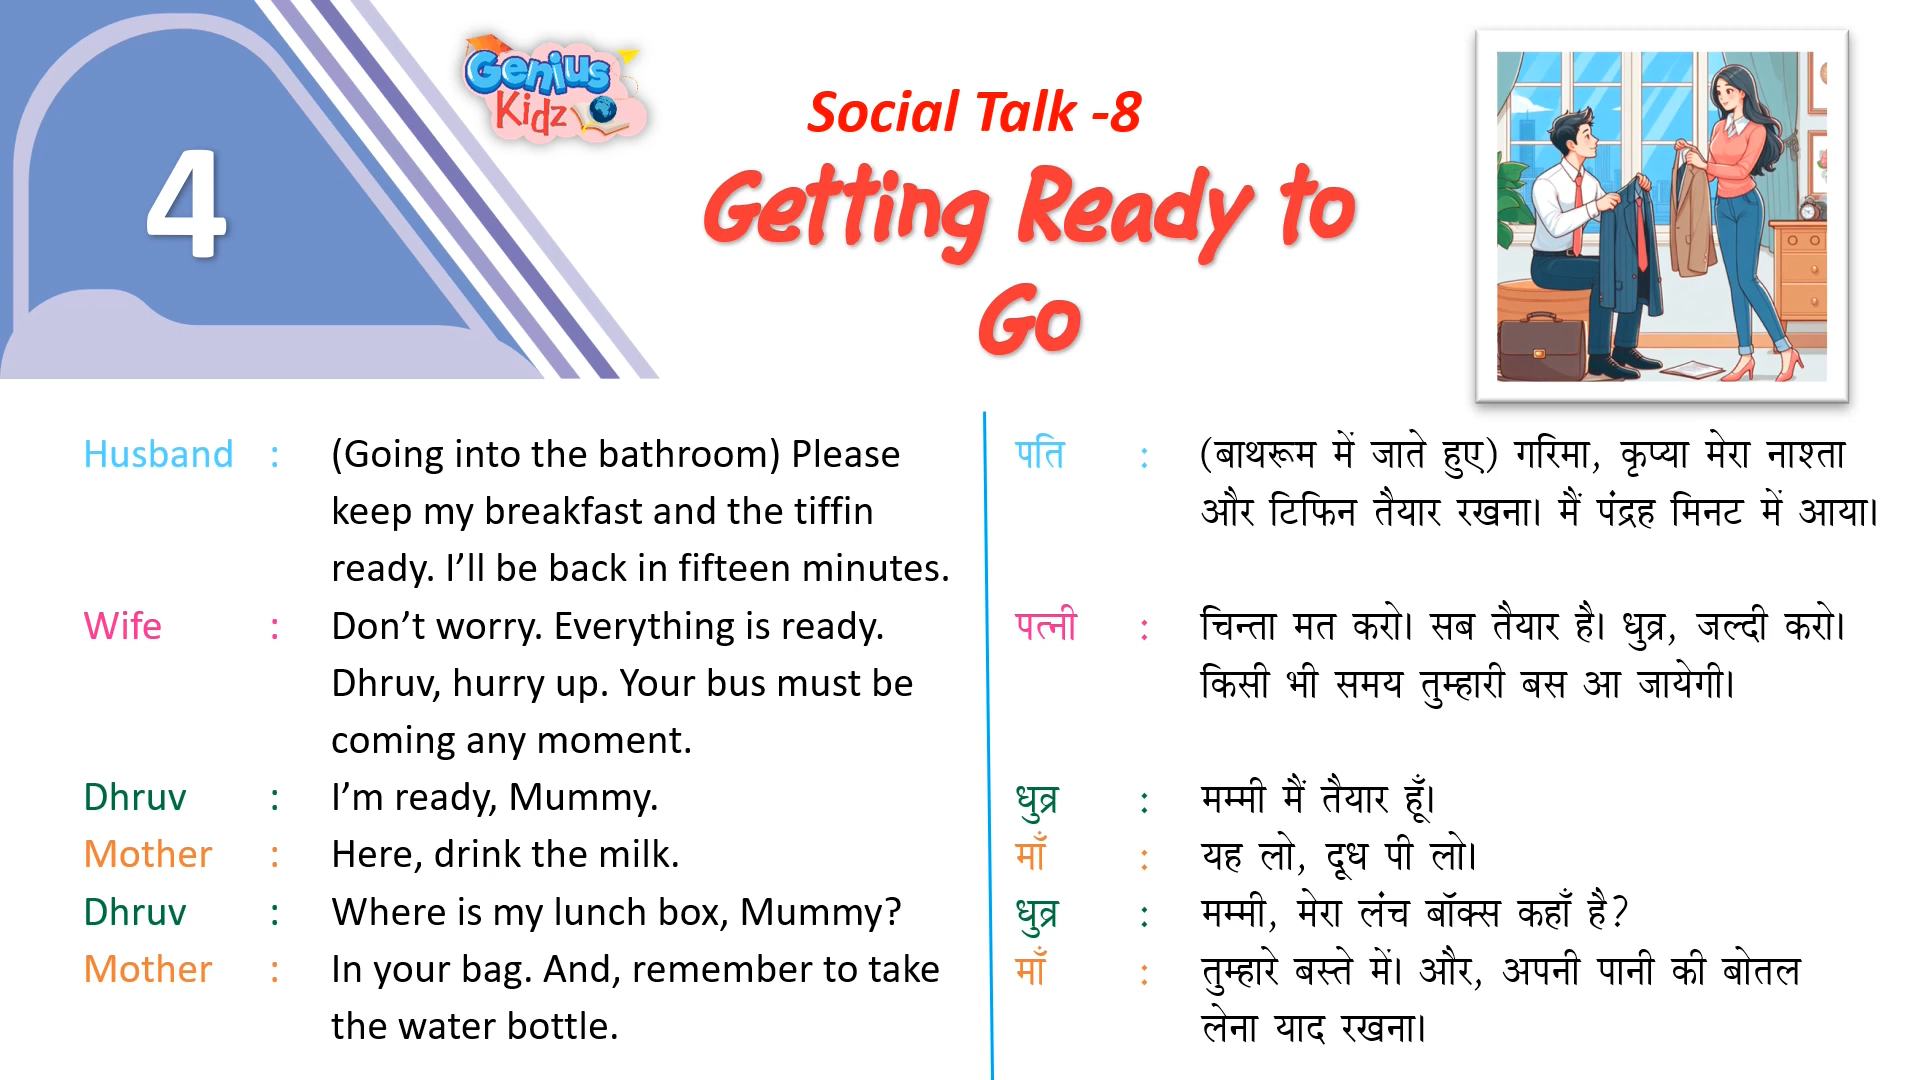 4
Genius
Kidz
Social Talk -8
Getting Ready to
Go
Husband : (Going into the bathroom) Please
keep my breakfast and the tiffin
ready. I’ll be back in fifteen minutes.
Wife : Don’t worry. Everything is ready.
Dhruv, hurry up. Your bus must be
coming any moment.
Dhruv : I’m ready, Mummy.
Mother : Here, drink the milk.
Dhruv : Where is my lunch box, Mummy?
Mother : In your bag. And, remember to take
the water bottle.
पति : (बाथरूम में जाते हुए) गरिमा, कृप्या मेरा नाश्ता
और टिफिन तैयार रखना। मैं पंद्रह मिनट में आया।
पत्नी : चिन्ता मत करो। सब तैयार है। धुव्र, जल्दी करो।
किसी भी समय तुम्हारी बस आ जायेगी।
धुव्र : मम्मी मैं तैयार हूँ।
माँ : यह लो, दूध पी लो।
धुव्र : मम्मी, मेरा लंच बॉक्स कहाँ है?
माँ : तुम्हारे बस्ते में। और, अपनी पानी की बोतल
लेना याद रखना।